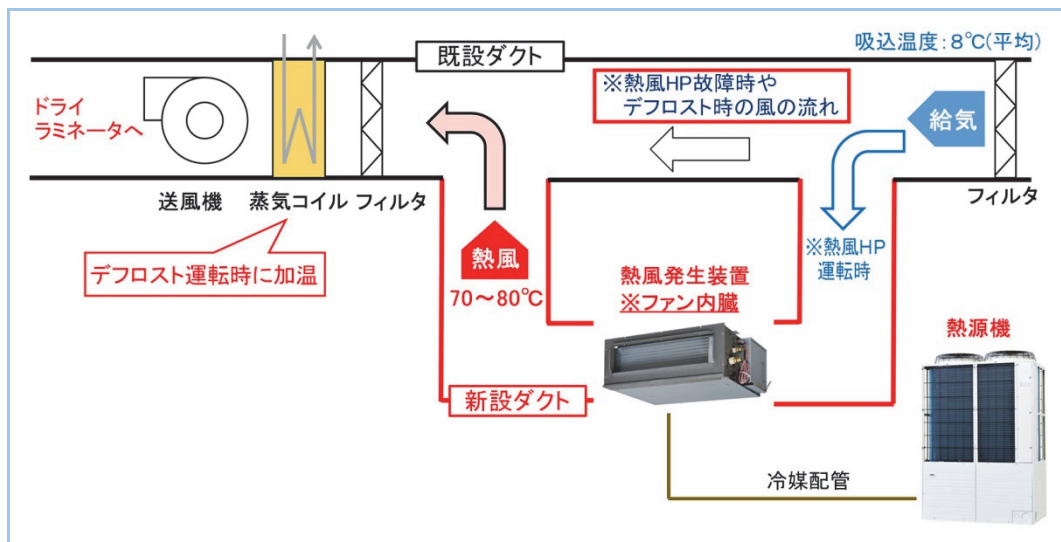 既設ダクト
吸込温度：8℃(平均)
※熱風HP故障時や
デフロスト時の風の流れ
ドライ
ラミネータへ
給気
送風機
蒸気コイル
フィルタ
フィルタ
デフロスト運転時に加温
熱風
70～80℃
※熱風HP
運転時
熱風発生装置
※ファン内臓
熱源機
新設ダクト
冷媒配管